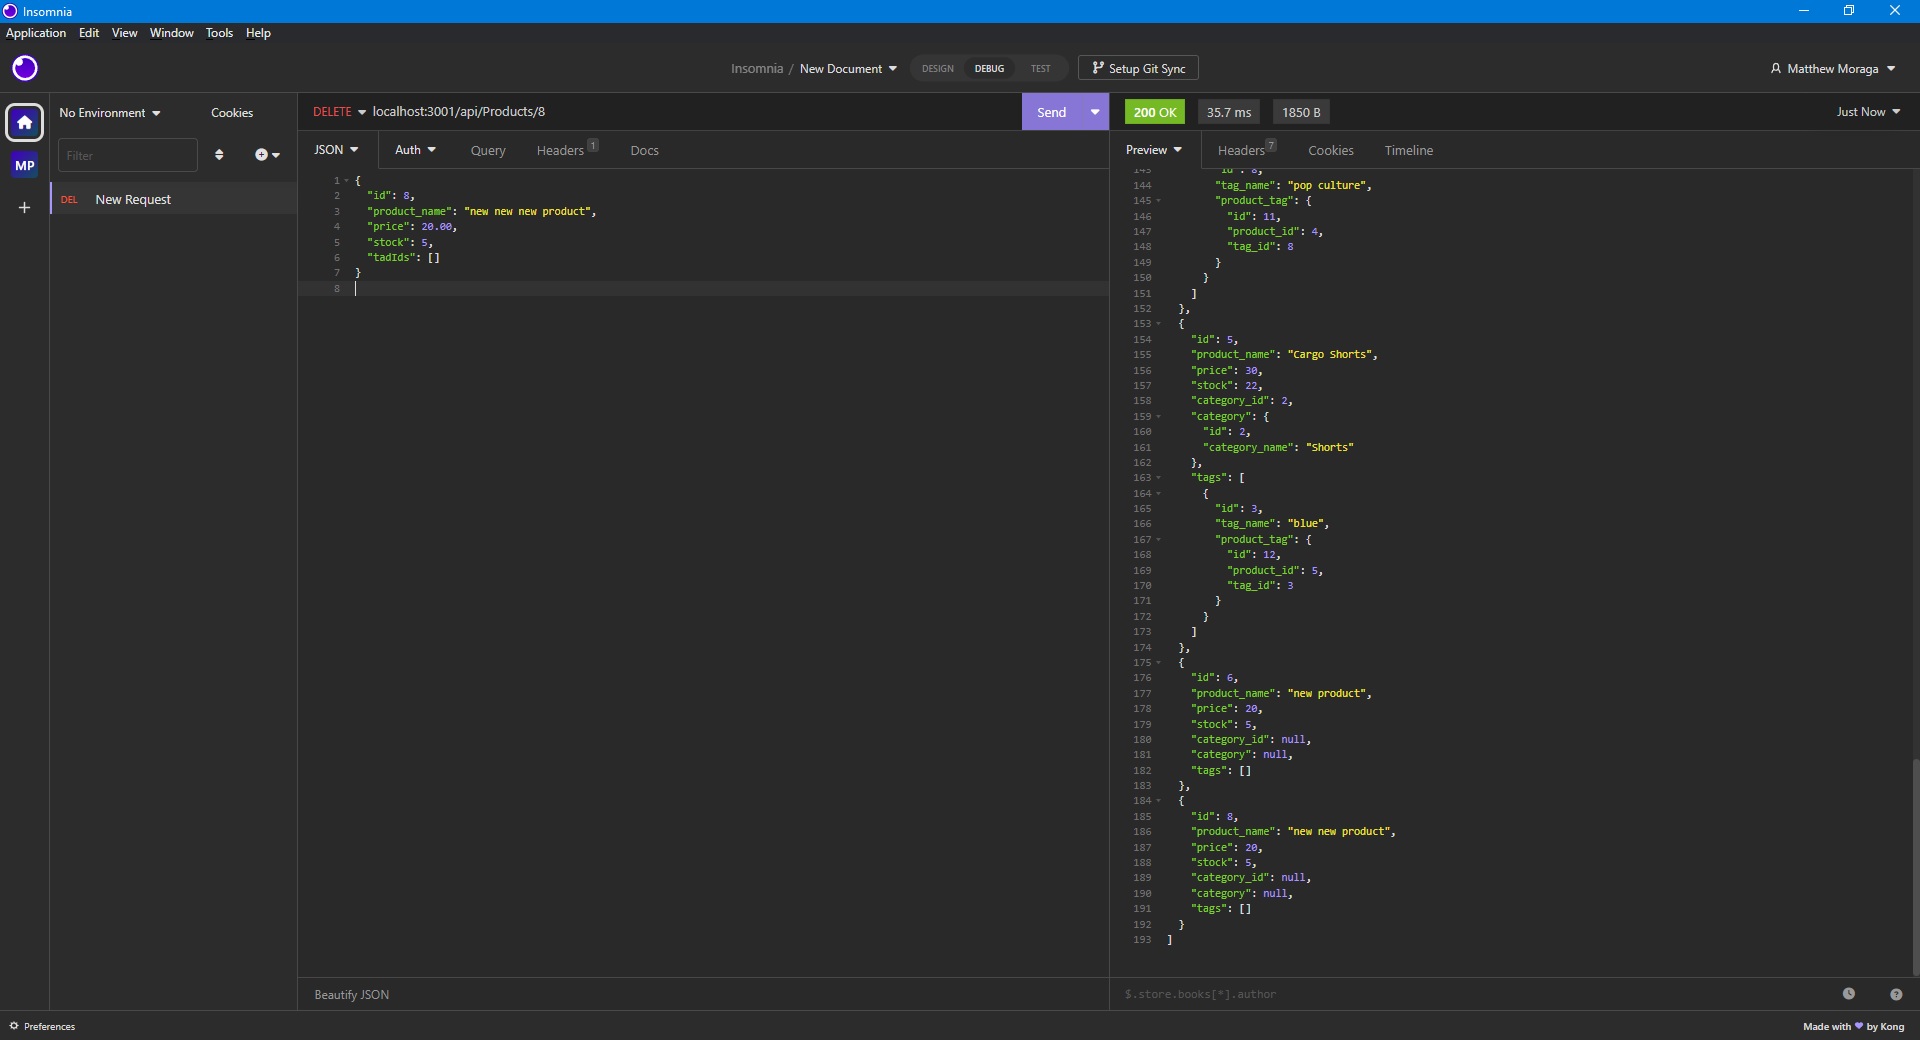 Insomnia
Application Edit View Window Tools Help
Insomnia / New Document DESIGN DEBUG TEST Setup Git Sync Matthew Moraga
No Environment Cookies
Filter
MP
DEL New Request
DELETE localhost:3001/api/Products/8 Send
JSON Auth Query Headers 1 Docs
1 {
2 "id": 8,
3 "product_name": "new new new product",
4 "price": 20.00,
5 "stock": 5,
6 "tadIds": []
7 }
8
Beautify JSON
200 OK 35.7 ms 1850 B Just Now
Preview Headers 7 Cookies Timeline
143 "id": 8,
144 "tag_name": "pop culture",
145 "product_tag": {
146 "id": 11,
147 "product_id": 4,
148 "tag_id": 8
149 }
150 }
151 ]
152 },
153 {
154 "id": 5,
155 "product_name": "Cargo Shorts",
156 "price": 30,
157 "stock": 22,
158 "category_id": 2,
159 "category": {
160 "id": 2,
161 "category_name": "Shorts"
162 },
163 "tags": [
164 {
165 "id": 3,
166 "tag_name": "blue",
167 "product_tag": {
168 "id": 12,
169 "product_id": 5,
170 "tag_id": 3
171 }
172 }
173 ]
174 },
175 {
176 "id": 6,
177 "product_name": "new product",
178 "price": 20,
179 "stock": 5,
180 "category_id": null,
181 "category": null,
182 "tags": []
183 },
184 {
185 "id": 8,
186 "product_name": "new new product",
187 "price": 20,
188 "stock": 5,
189 "category_id": null,
190 "category": null,
191 "tags": []
192 }
193 ]
$.store.books[*].author
Preferences
Made with ♥ by Kong